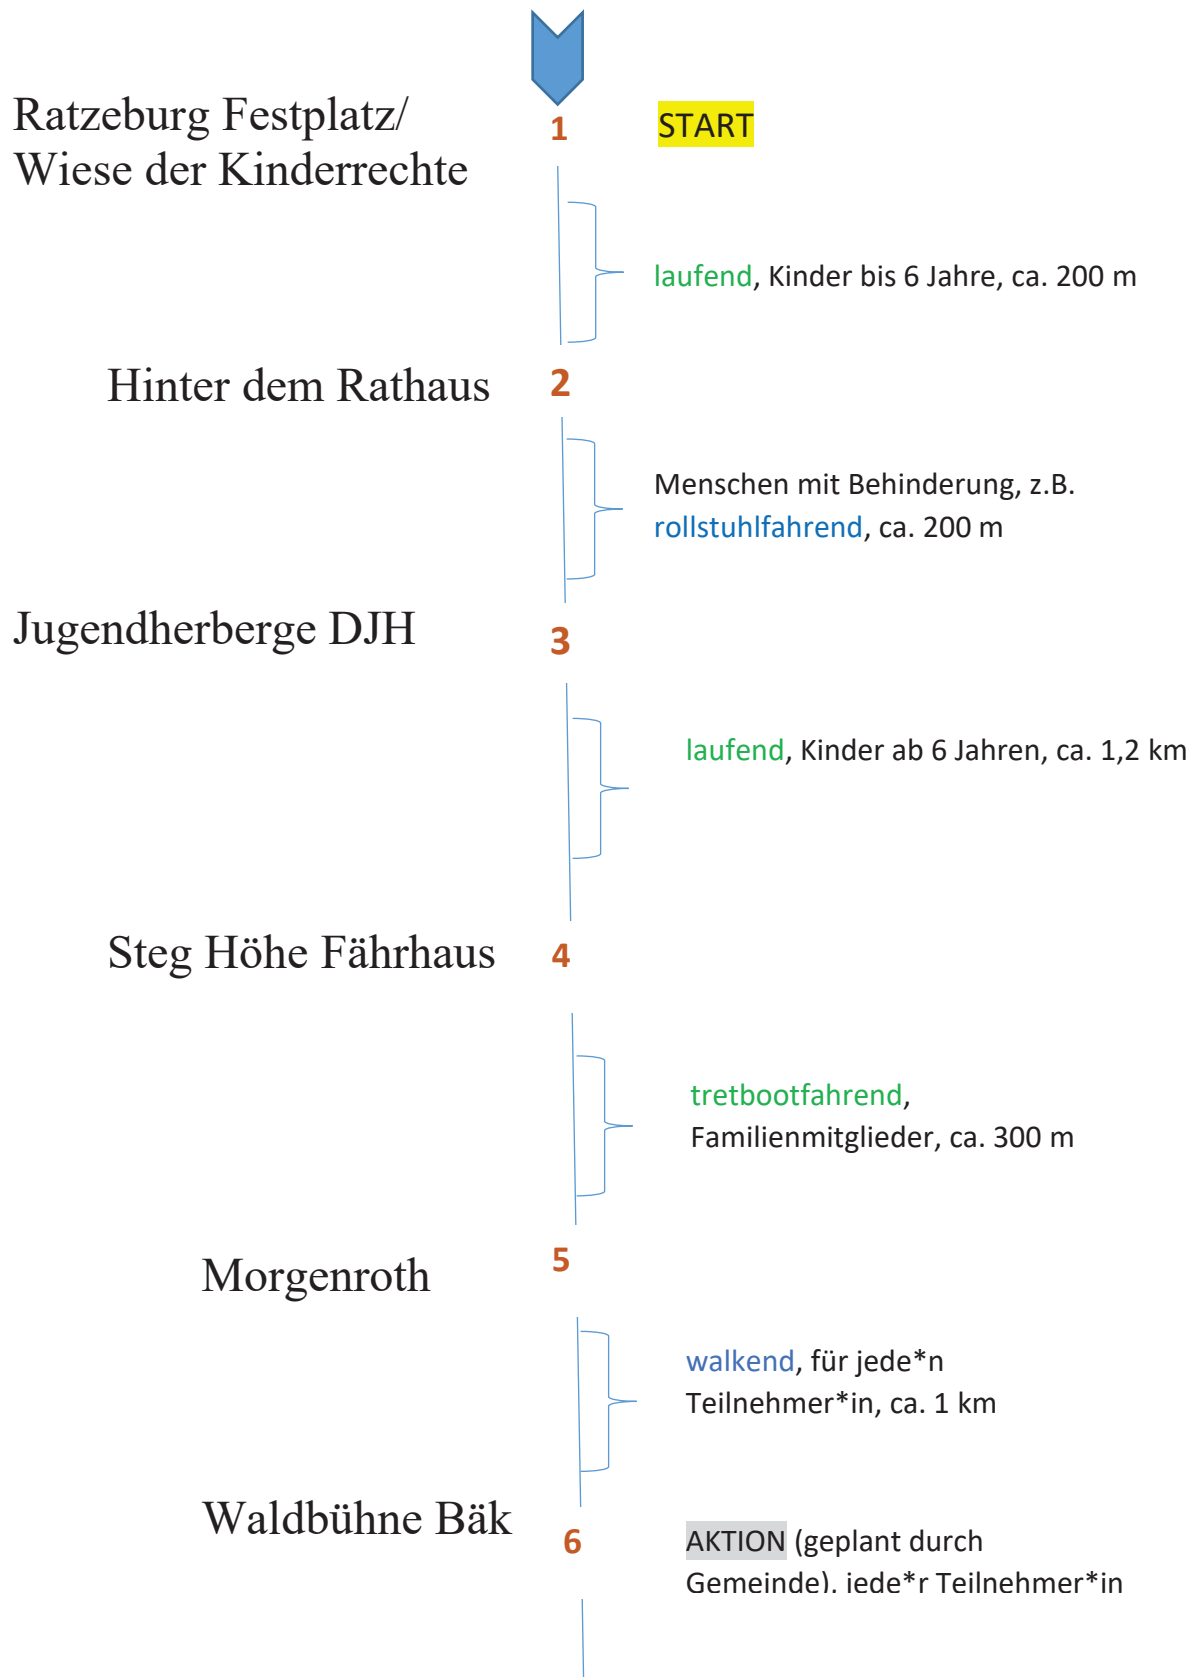 Ratzeburg Festplatz/
Wiese der Kinderrechte
1
START
laufend, Kinder bis 6 Jahre, ca. 200 m
Hinter dem Rathaus
2
Menschen mit Behinderung, z.B.
rollstuhlfahrend, ca. 200 m
Jugendherberge DJH
3
laufend, Kinder ab 6 Jahren, ca. 1,2 km
Steg Höhe Fährhaus
4
tretbootfahrend,
Familienmitglieder, ca. 300 m
Morgenroth
5
walkend, für jede*n
Teilnehmer*in, ca. 1 km
Waldbühne Bäk
6
AKTION (geplant durch
Gemeinde), jede*r Teilnehmer*in